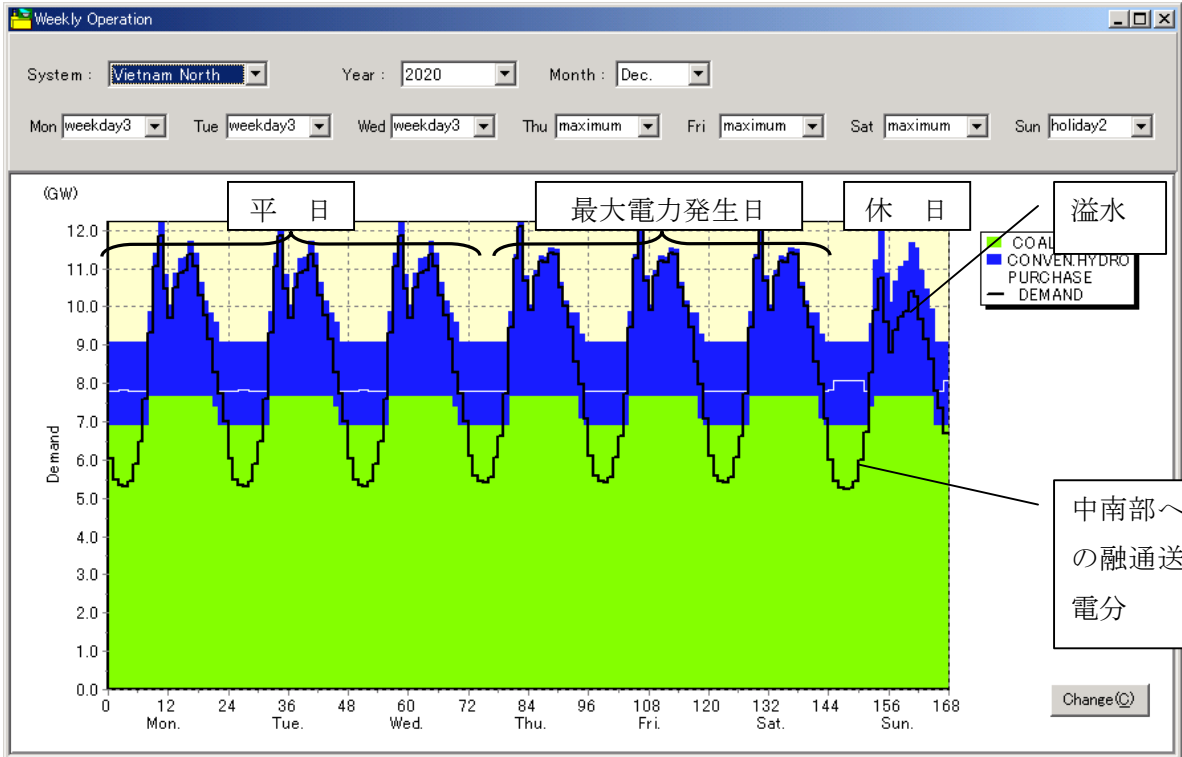 Weekly Operation
System : Vietnam North Year : 2020 Month : Dec.
Mon weekday3 Tue weekday3 Wed weekday3 Thu maximum Fri maximum Sat maximum Sun holiday2
(GW)
平 日
最大電力発生日
休 日
溢水
COAL
CONVEN.HYDRO
PURCHASE
DEMAND
12.0
11.0
10.0
9.0
8.0
7.0
6.0
5.0
4.0
3.0
2.0
1.0
0.0
Demand
中南部へ
の融通送
電分
0 12 24 36 48 60 72 84 96 108 120 132 144 156 168
Mon. Tue. Wed. Thu. Fri. Sat. Sun.
Change(C)